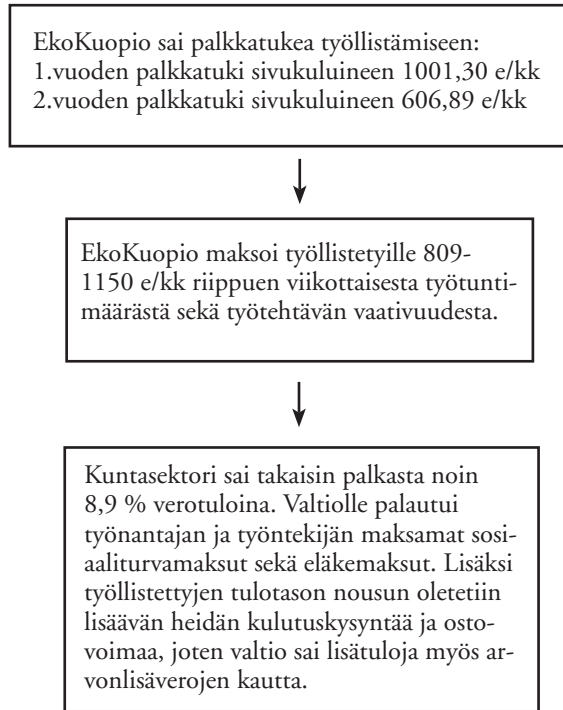 EkoKuopio sai palkkatukea työllistämiseen:
1.vuoden palkkatuki sivukuluineen 1001,30 e/kk
2.vuoden palkkatuki sivukuluineen 606,89 e/kk
EkoKuopio maksoi työllistetyille 809-
1150 e/kk riippuen viikottaisesta työtunti-
määrästä sekä työtehtävän vaativuudesta.
Kuntasektori sai takaisin palkasta noin
8,9 % verotuloina. Valtiolle palautui
työnantajan ja työntekijän maksamat sosi-
aaliturvamaksut sekä eläkemaksut. Lisäksi
työllistettyjen tulotason nousun oletetiin
lisäävän heidän kulutuskysyntää ja osto-
voimaa, joten valtio sai lisätuloja myös ar-
vonlisäverojen kautta.